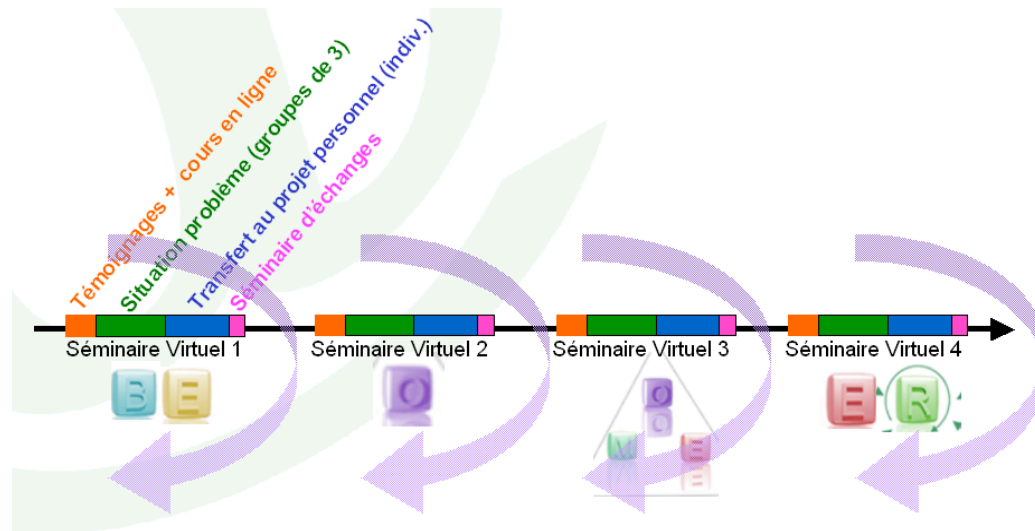 Témoignages + cours en ligne
Situation problème (groupes de 3)
Transfert au projet personnel (indiv.)
Séminaire d'échanges
Séminaire Virtuel 1
Séminaire Virtuel 2
Séminaire Virtuel 3
Séminaire Virtuel 4
B E
O
O
O
M E
E R